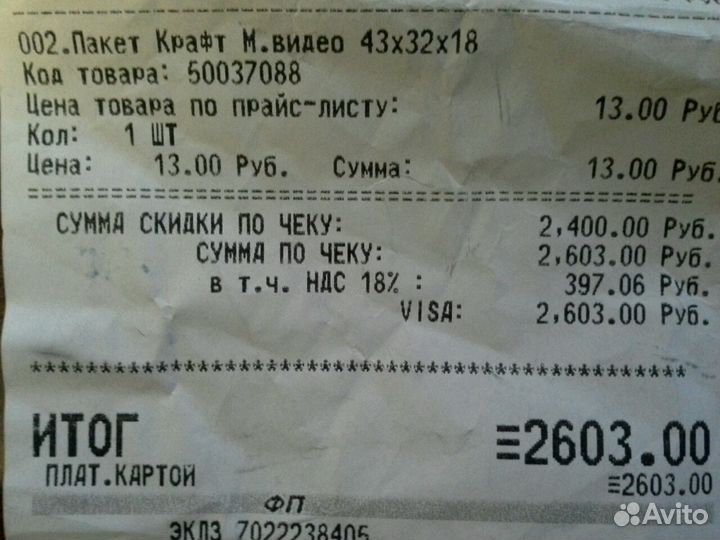 002.Пакет Крафт М.видео 43x32x18
Код товара: 50037088
Цена товара по прайс-листу: 13.00 Руб
Кол: 1 ШТ
Цена: 13.00 Руб. Сумма: 13.00 Руб.
СУММА СКИДКИ ПО ЧЕКУ: 2,400.00 Руб.
СУММА ПО ЧЕКУ: 2,603.00 Руб.
в т.ч. НДС 18% : 397.06 Руб.
VISA: 2,603.00 Руб.
************************************************
ИТОГ ≡2603.00
ПЛАТ.КАРТОЙ ≡2603.00
ФП
ЭКЛЗ 7022238405
Avito